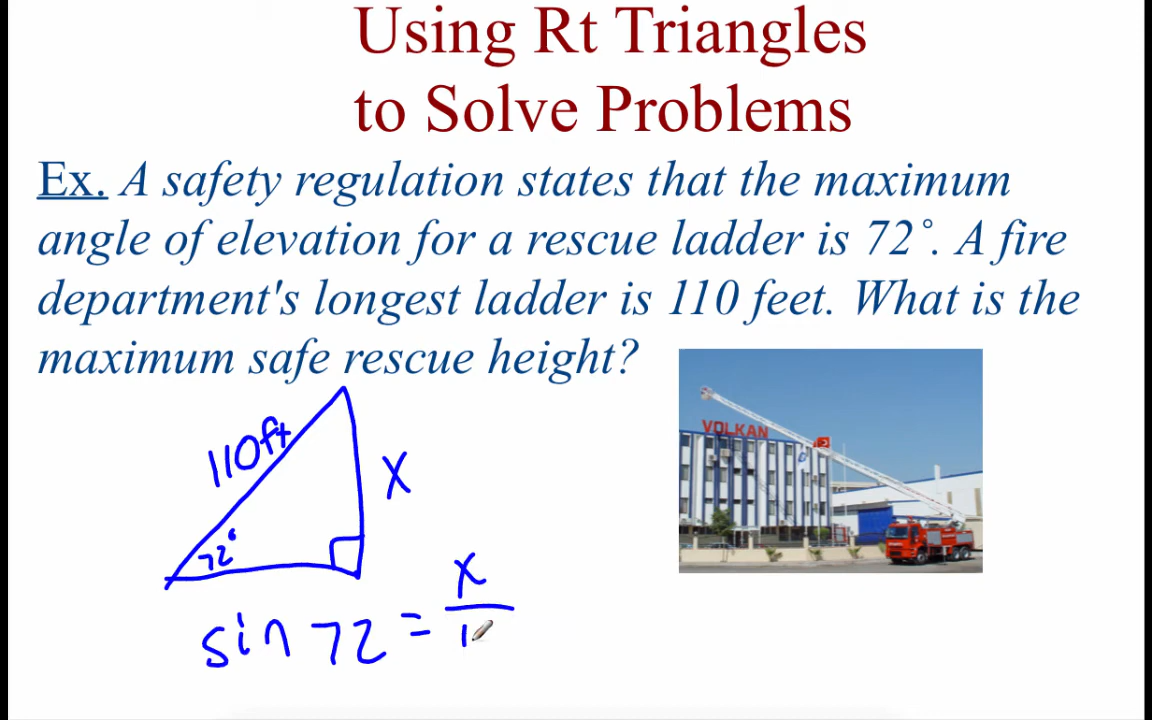 Using Rt Triangles
to Solve Problems
Ex. A safety regulation states that the maximum
angle of elevation for a rescue ladder is 72°. A fire
department's longest ladder is 110 feet. What is the
maximum safe rescue height?
110ft
x
72°
VOLKAN
sin 72 = x
1